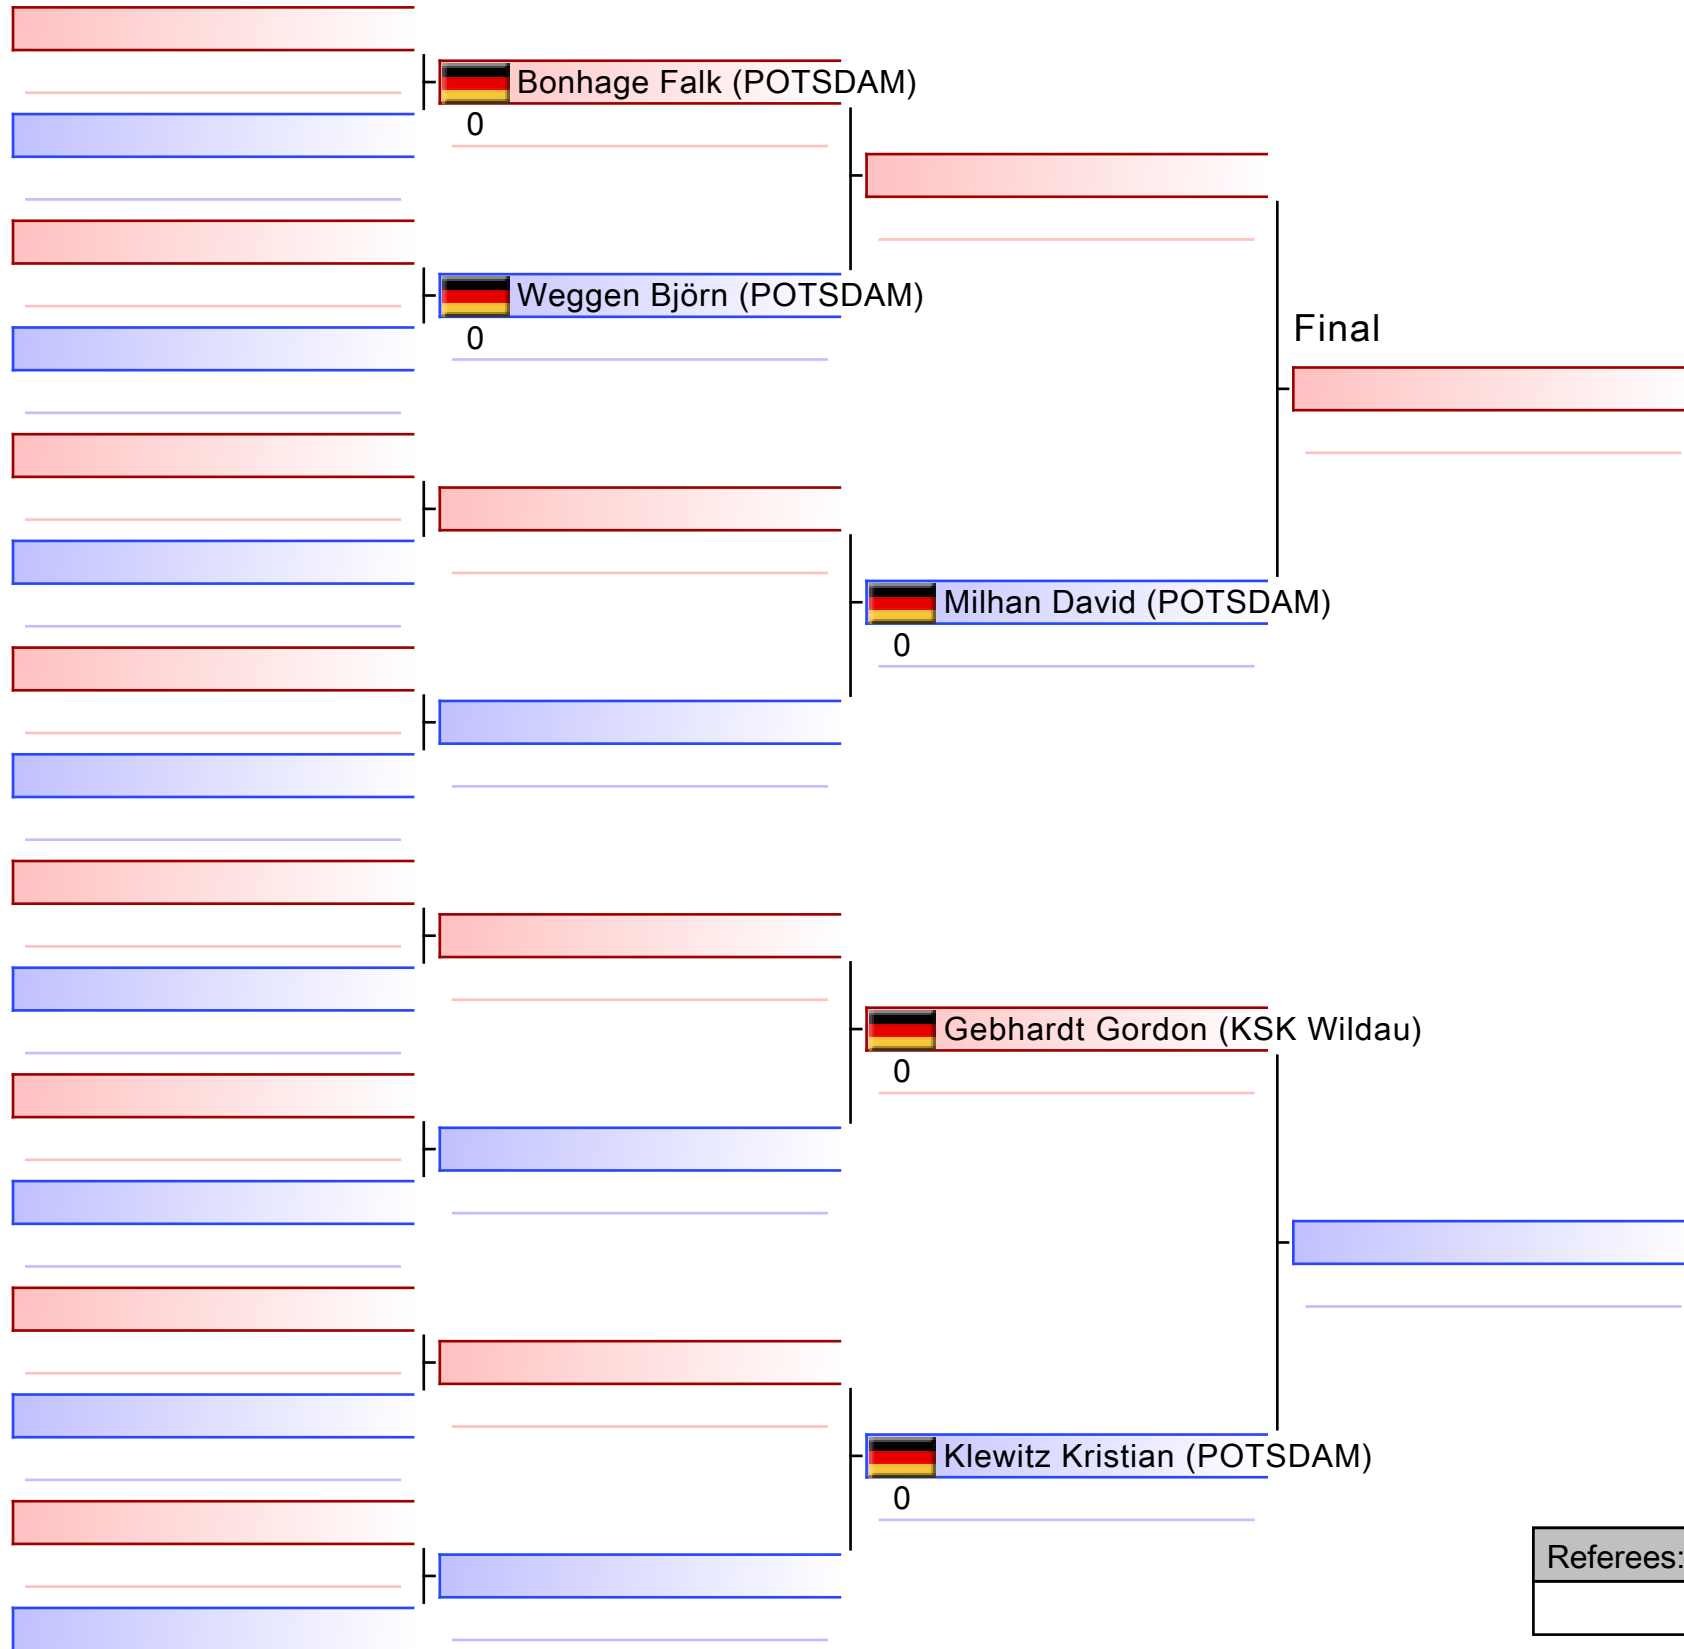 Bonhage Falk (POTSDAM)
0
Weggen Björn (POTSDAM)
0
Final
Milhan David (POTSDAM)
0
Gebhardt Gordon (KSK Wildau)
0
Klewitz Kristian (POTSDAM)
0
Referees: